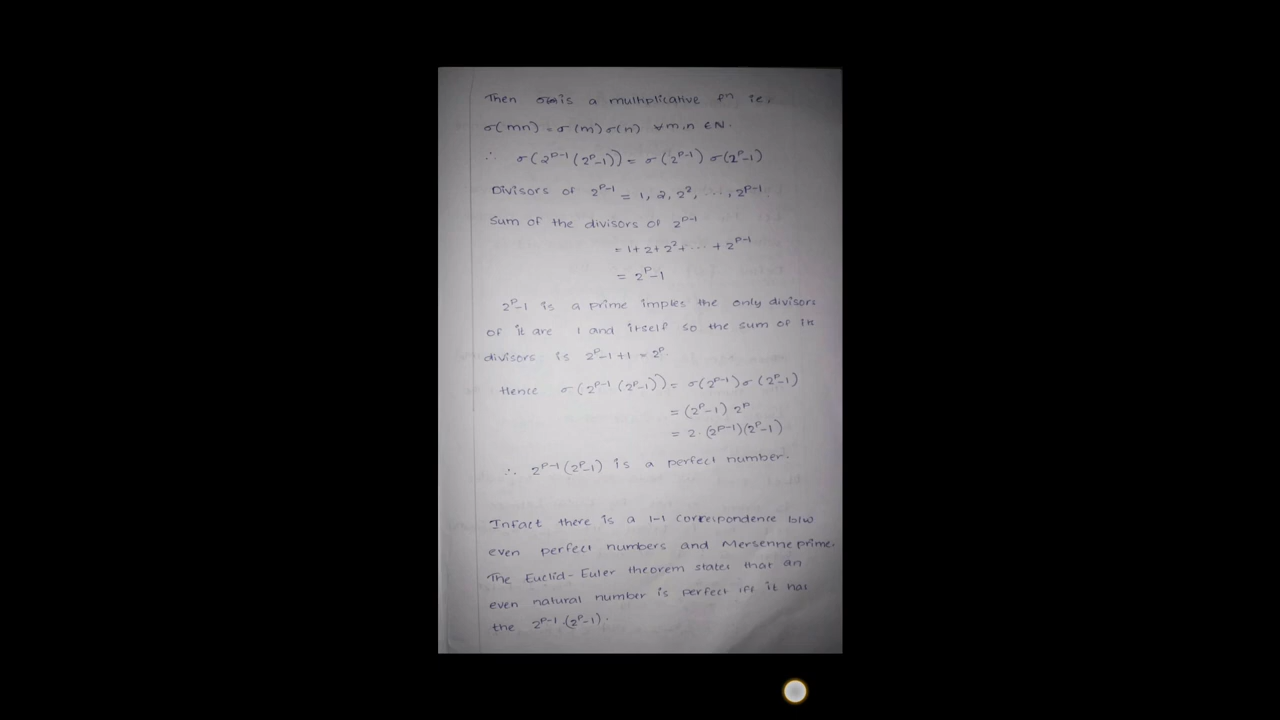 Then σ(n) is a multiplicative fn ie,
σ(mn) = σ(m)σ(n) ∀ m,n ∈ N.
∴ σ(2^{p-1}(2^p-1)) = σ(2^{p-1}) σ(2^p-1)
Divisors of 2^{p-1} = 1, 2, 2^2, ..., 2^{p-1}.
Sum of the divisors of 2^{p-1}
= 1+2+2^2+...+2^{p-1}
= 2^p-1
2^p-1 is a prime imples the only divisors
of it are 1 and itself so the sum of its
divisors is 2^p-1+1 = 2^p.
Hence σ(2^{p-1}(2^p-1)) = σ(2^{p-1})σ(2^p-1)
= (2^p-1) 2^p
= 2.(2^{p-1})(2^p-1)
∴ 2^{p-1}(2^p-1) is a perfect number.
Infact there is a 1-1 correspondence b/w
even perfect numbers and Mersenne prime.
The Euclid-Euler theorem states that an
even natural number is perfect iff it has
the 2^{p-1}.(2^p-1).